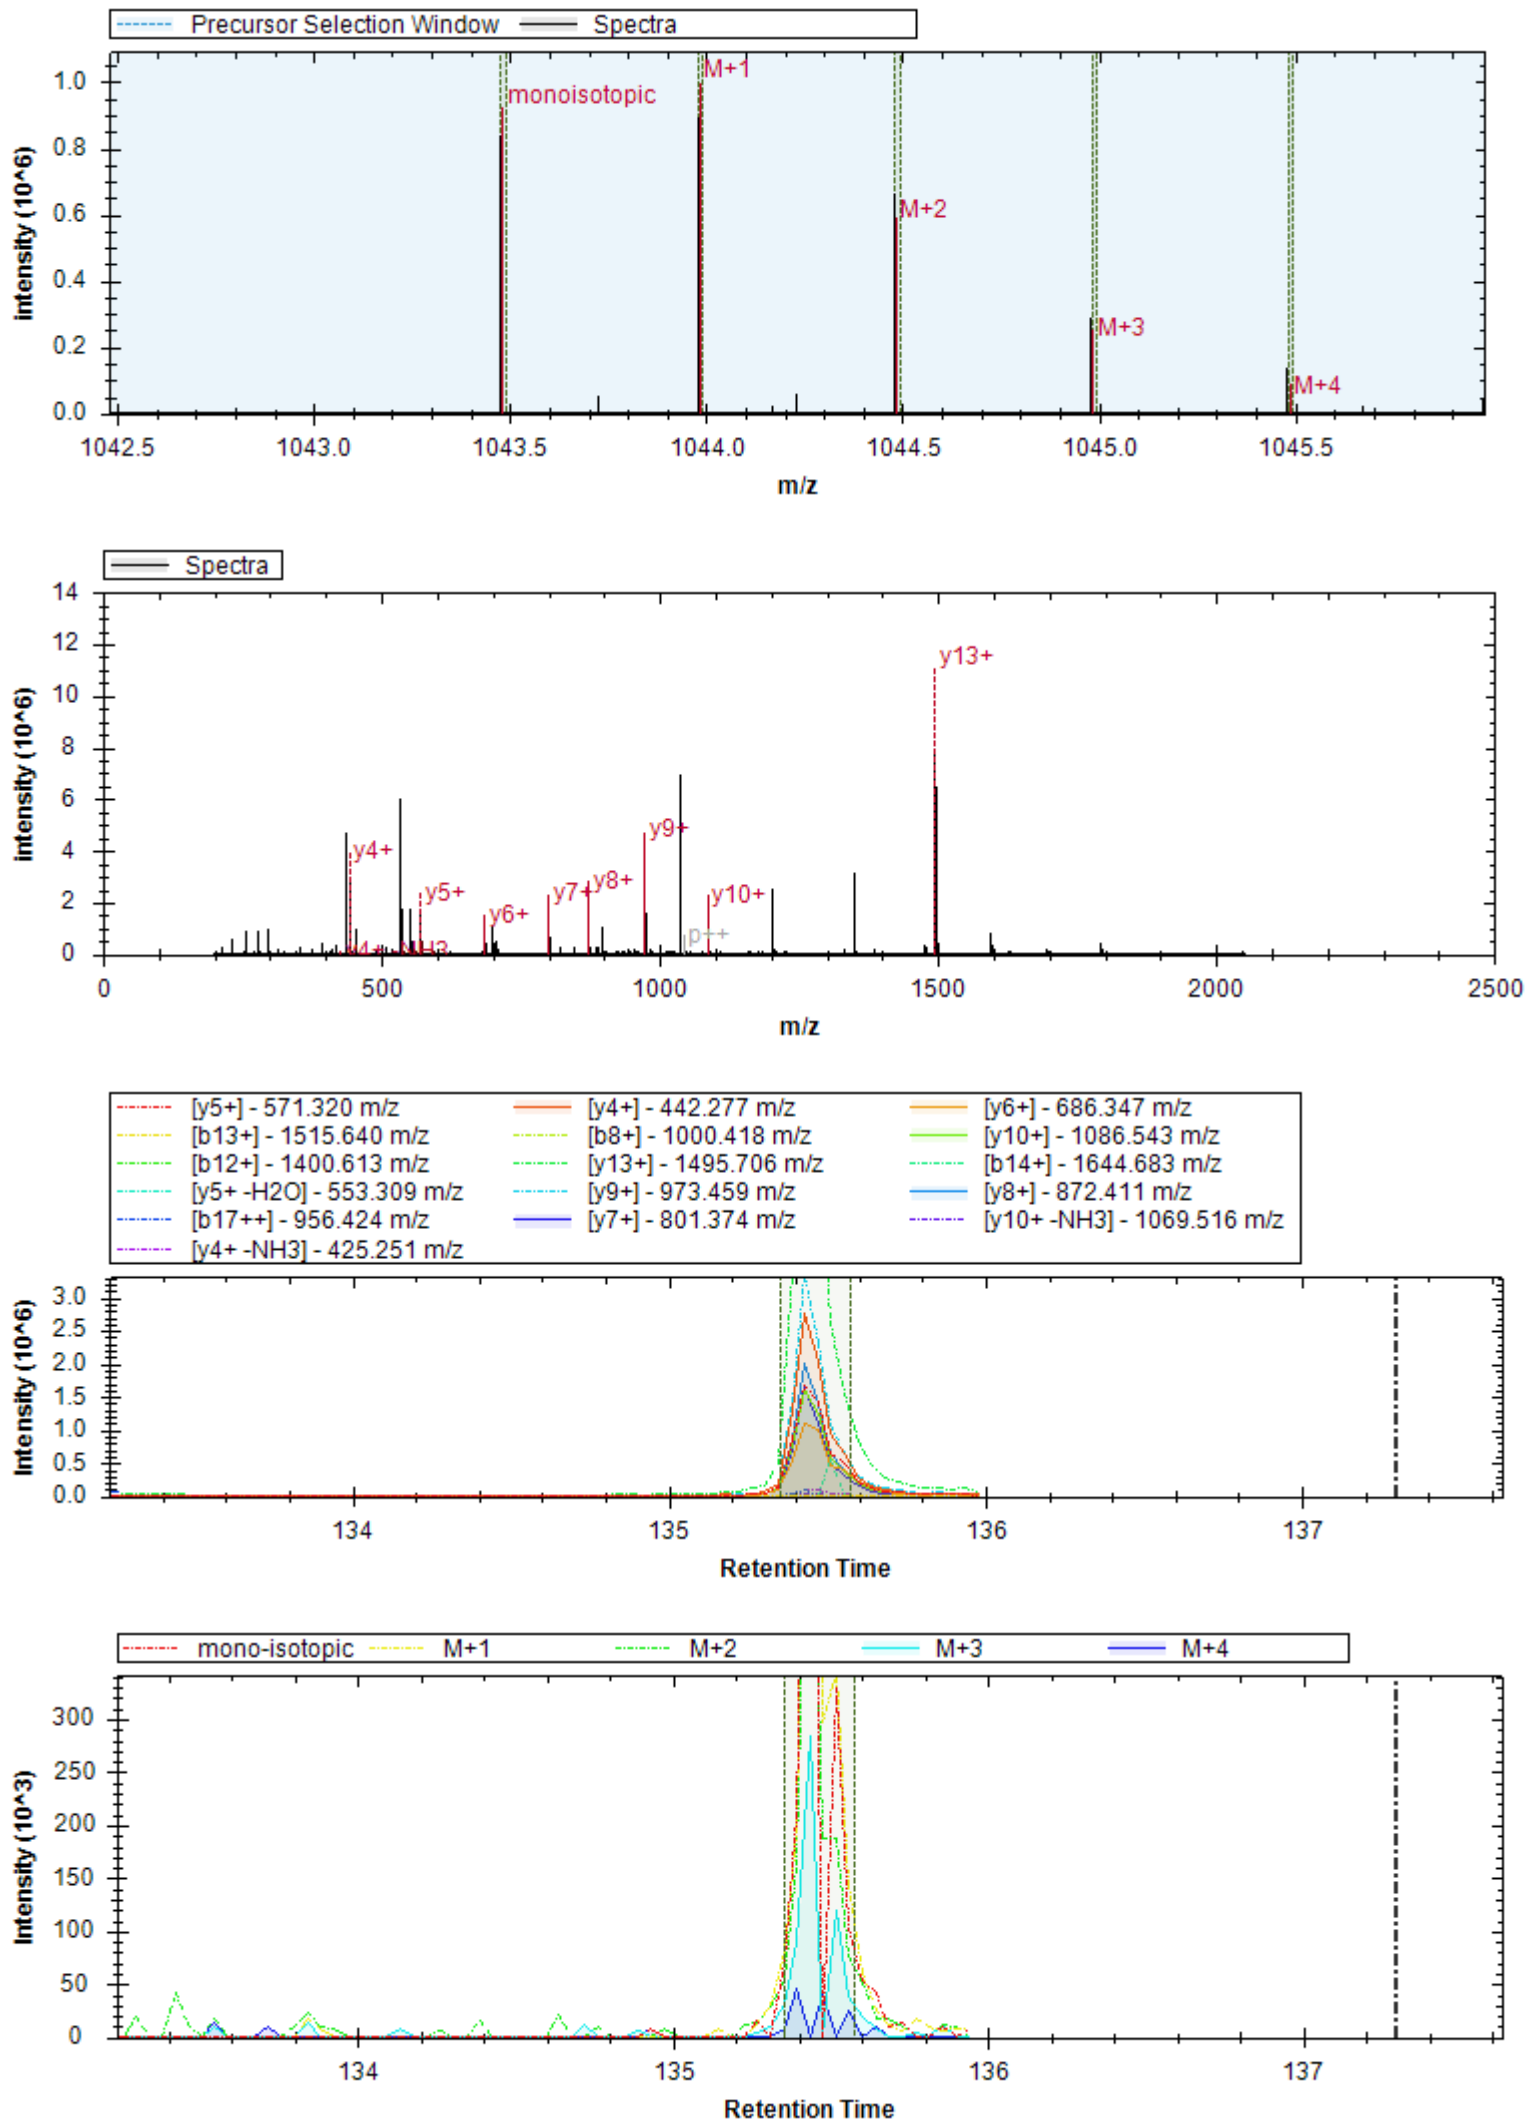 Precursor Selection Window Spectra
intensity (10^6)
1.0
0.8
0.6
0.4
0.2
0.0
monoisotopic
M+1
M+2
M+3
M+4
1042.5 1043.0 1043.5 1044.0 1044.5 1045.0 1045.5
m/z
Spectra
intensity (10^6)
14
12
10
8
6
4
2
0
y13+
y4+
y5+
y6+
y7+
y8+
y9+
y10+
p++
y4+ -NH3
0 500 1000 1500 2000 2500
m/z
[y5+] - 571.320 m/z [y4+] - 442.277 m/z [y6+] - 686.347 m/z
[b13+] - 1515.640 m/z [b8+] - 1000.418 m/z [y10+] - 1086.543 m/z
[b12+] - 1400.613 m/z [y13+] - 1495.706 m/z [b14+] - 1644.683 m/z
[y5+ -H2O] - 553.309 m/z [y9+] - 973.459 m/z [y8+] - 872.411 m/z
[b17++] - 956.424 m/z [y7+] - 801.374 m/z [y10+ -NH3] - 1069.516 m/z
[y4+ -NH3] - 425.251 m/z
Intensity (10^6)
3.0
2.5
2.0
1.5
1.0
0.5
0.0
134 135 136 137
Retention Time
mono-isotopic M+1 M+2 M+3 M+4
Intensity (10^3)
300
250
200
150
100
50
0
134 135 136 137
Retention Time